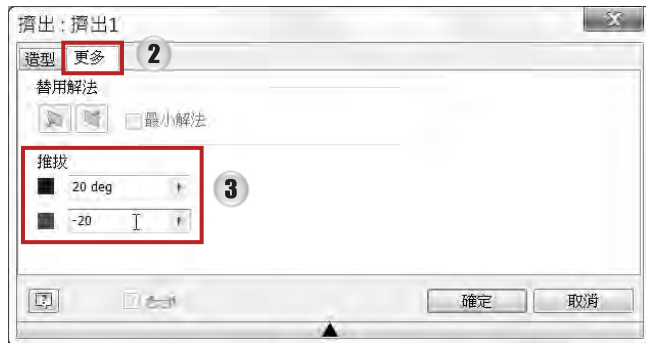 擠出 : 擠出1
造型 更多 2
替用解法
最小解法
推拔
20 deg
-20
3
確定 取消